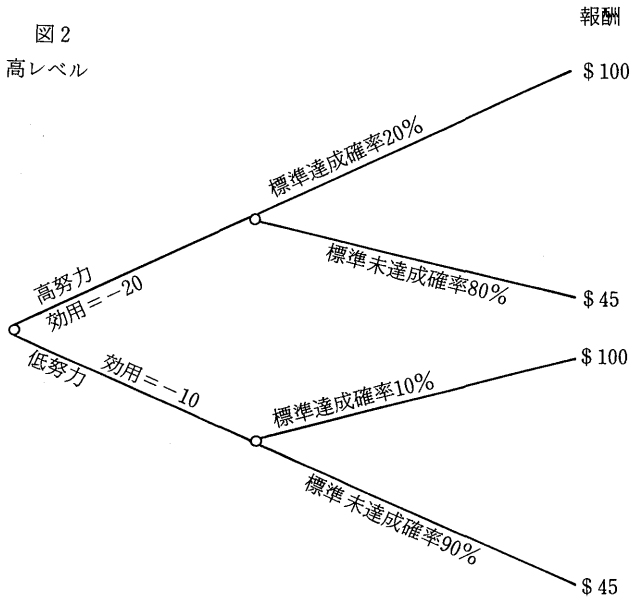 図2
高レベル
報酬
$100
標準達成確率20%
標準未達成確率80%
$45
高努力
効用=-20
低努力
効用=-10
$100
標準達成確率10%
標準未達成確率90%
$45